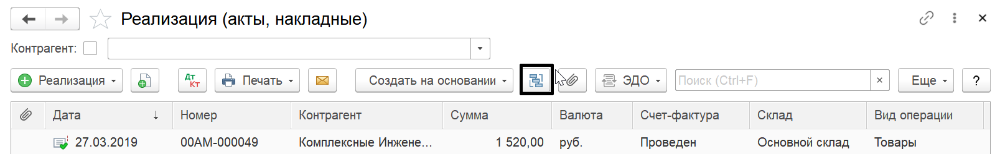 Реализация (акты, накладные)
Контрагент:
Реализация Дт Кт Печать Создать на основании ЭДО Поиск (Ctrl+F) × Еще ?
Дата ↓ Номер Контрагент Сумма Валюта Счет-фактура Склад Вид операции
27.03.2019 00АМ-000049 Комплексные Инжене... 1 520,00 руб. Проведен Основной склад Товары